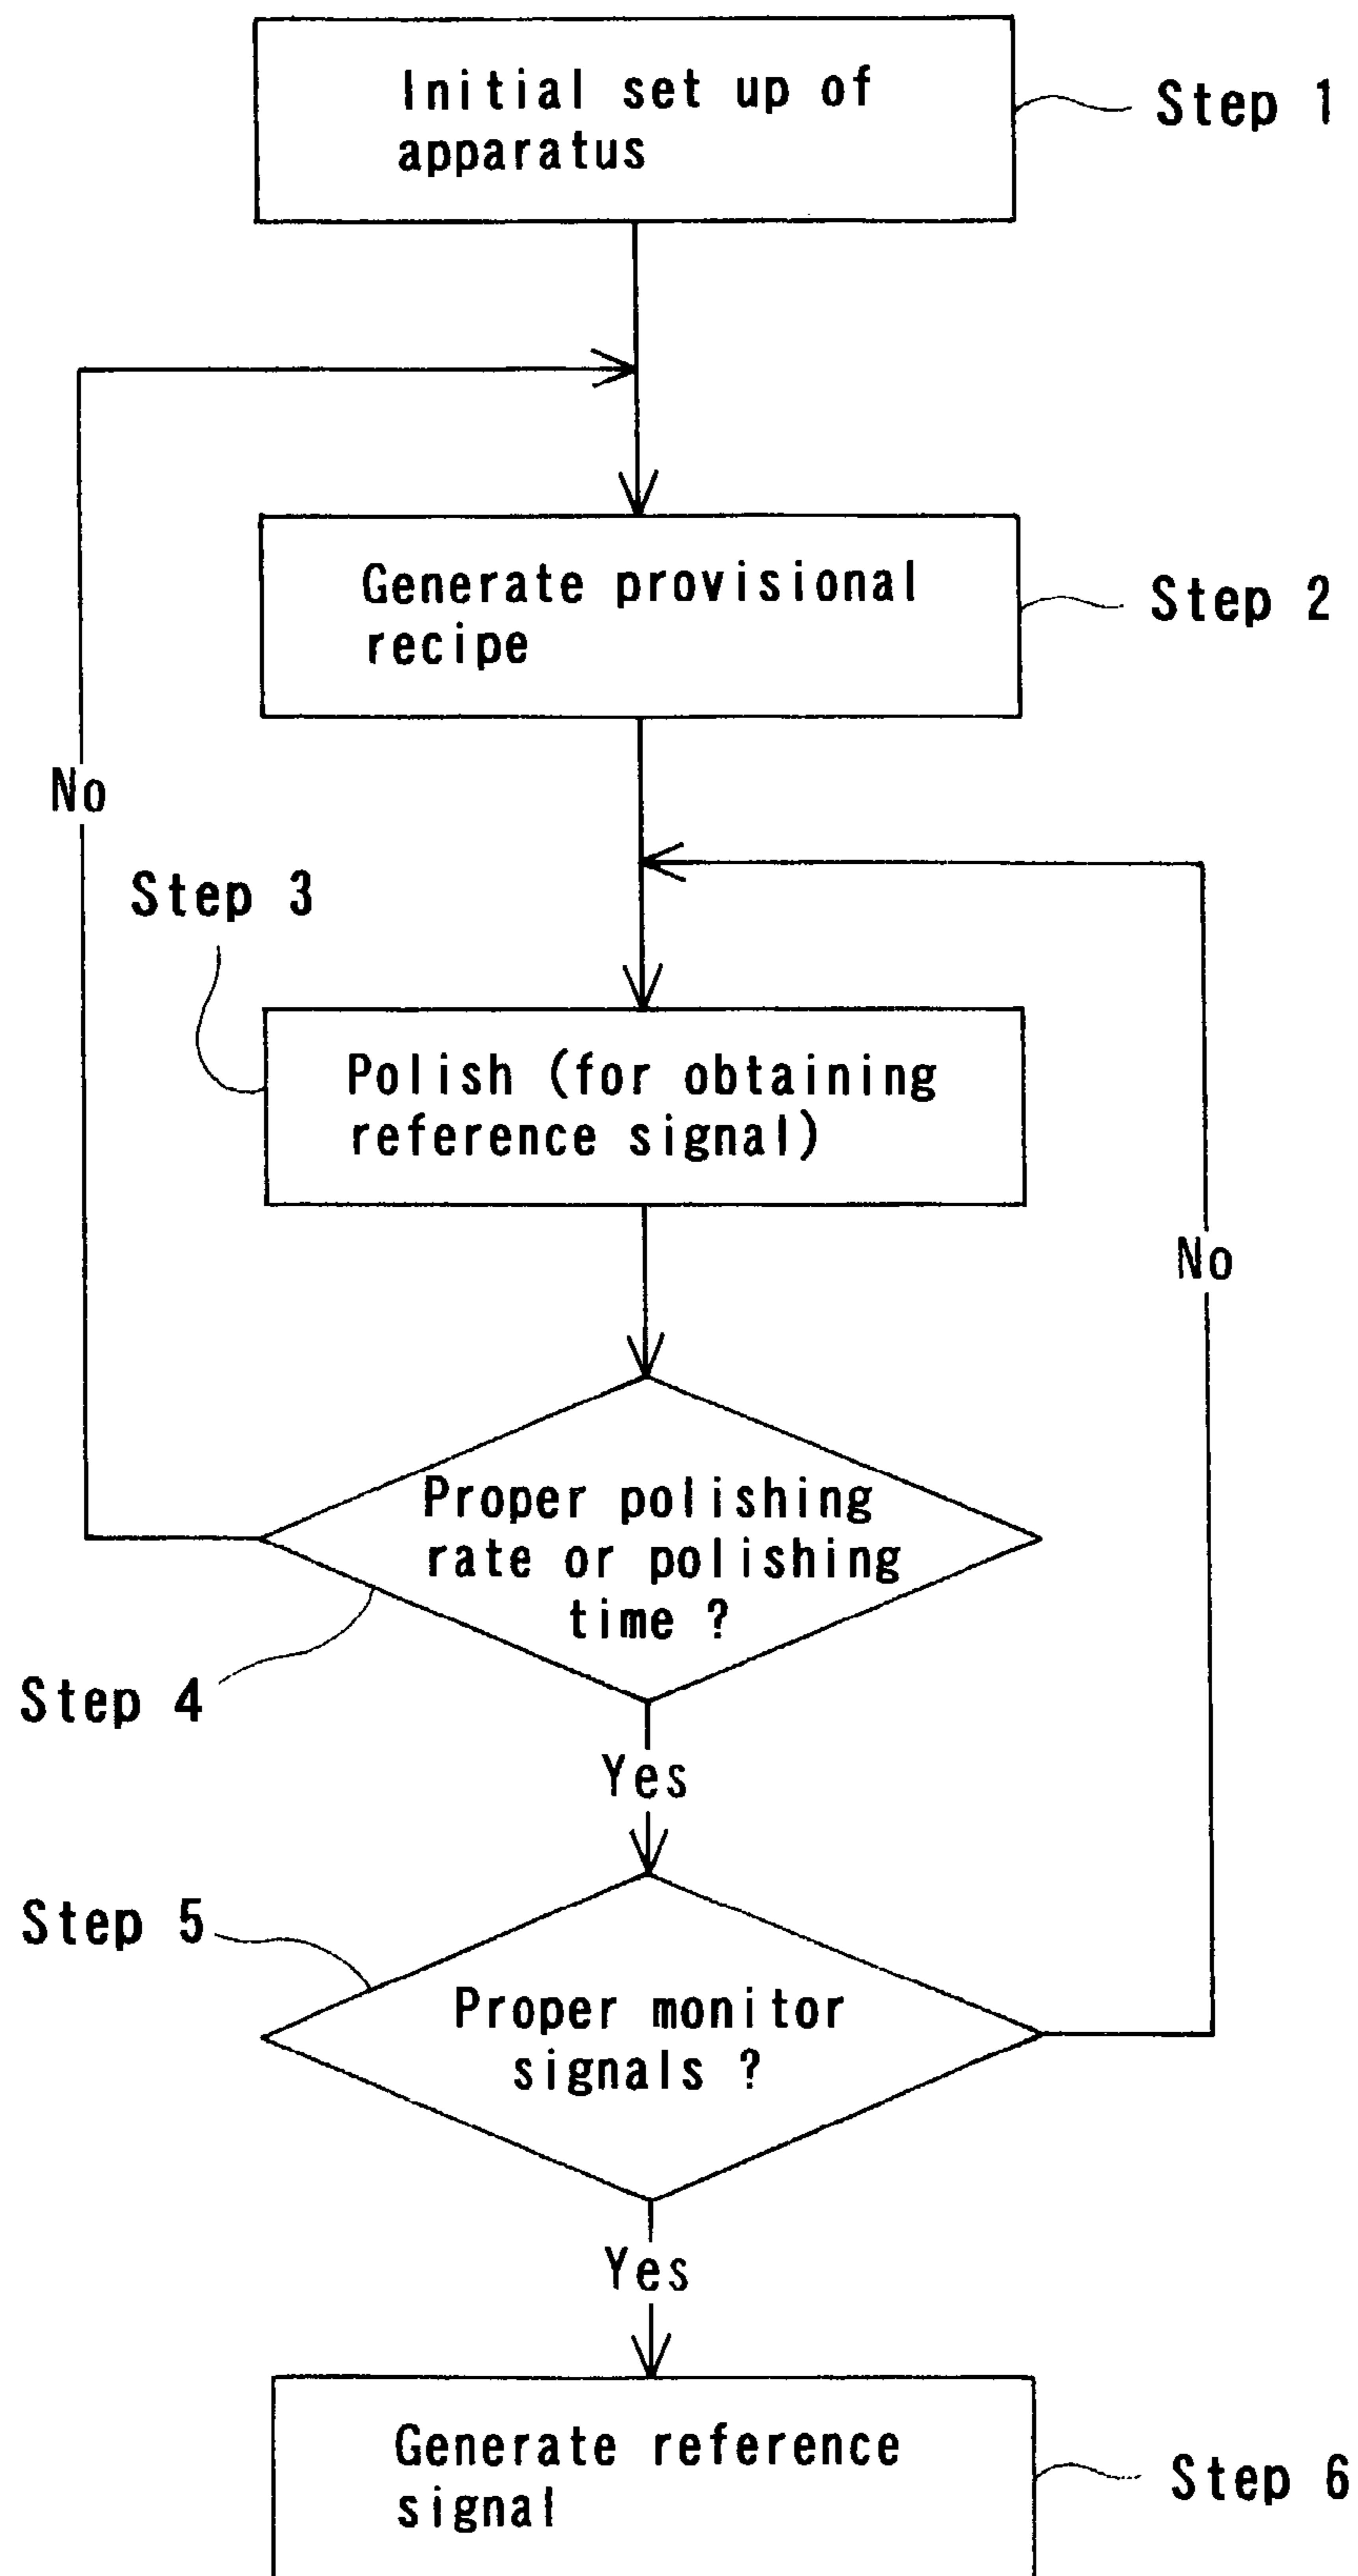 Initial set up of
apparatus
Step 1
Generate provisional
recipe
Step 2
No
Step 3
Polish (for obtaining
reference signal)
No
Proper polishing
rate or polishing
time ?
Step 4
Yes
Step 5
Proper monitor
signals ?
Yes
Generate reference
signal
Step 6